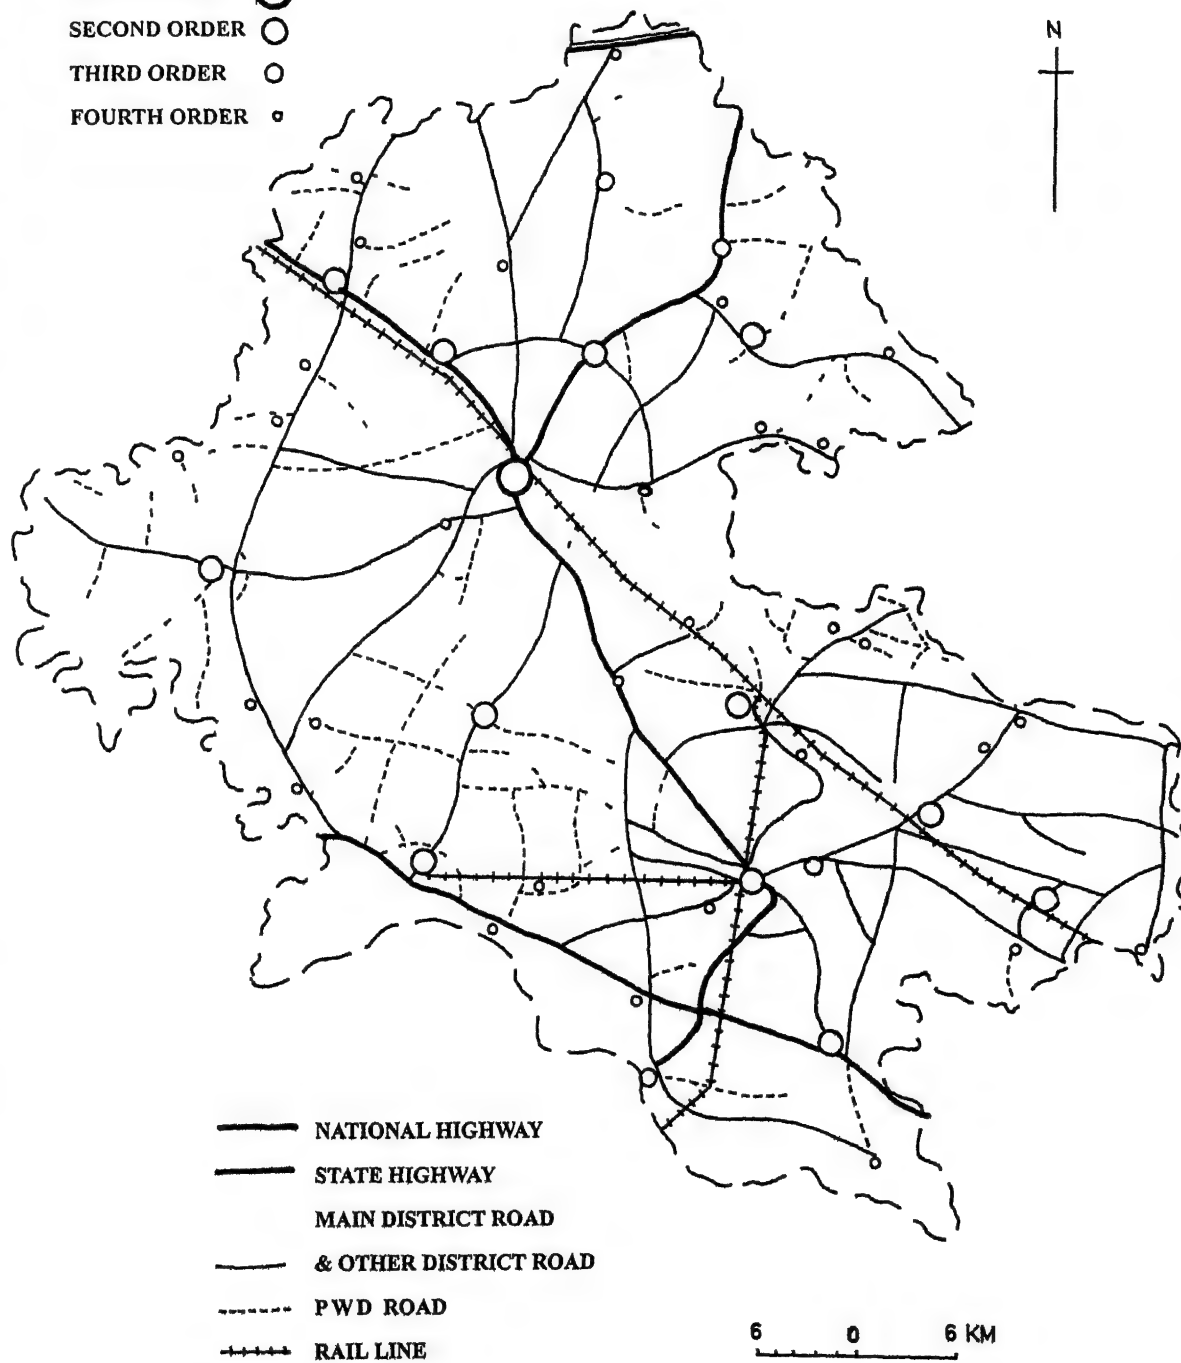 SECOND ORDER
THIRD ORDER
FOURTH ORDER
N
NATIONAL HIGHWAY
STATE HIGHWAY
MAIN DISTRICT ROAD
& OTHER DISTRICT ROAD
PWD ROAD
RAIL LINE
6 0 6 KM